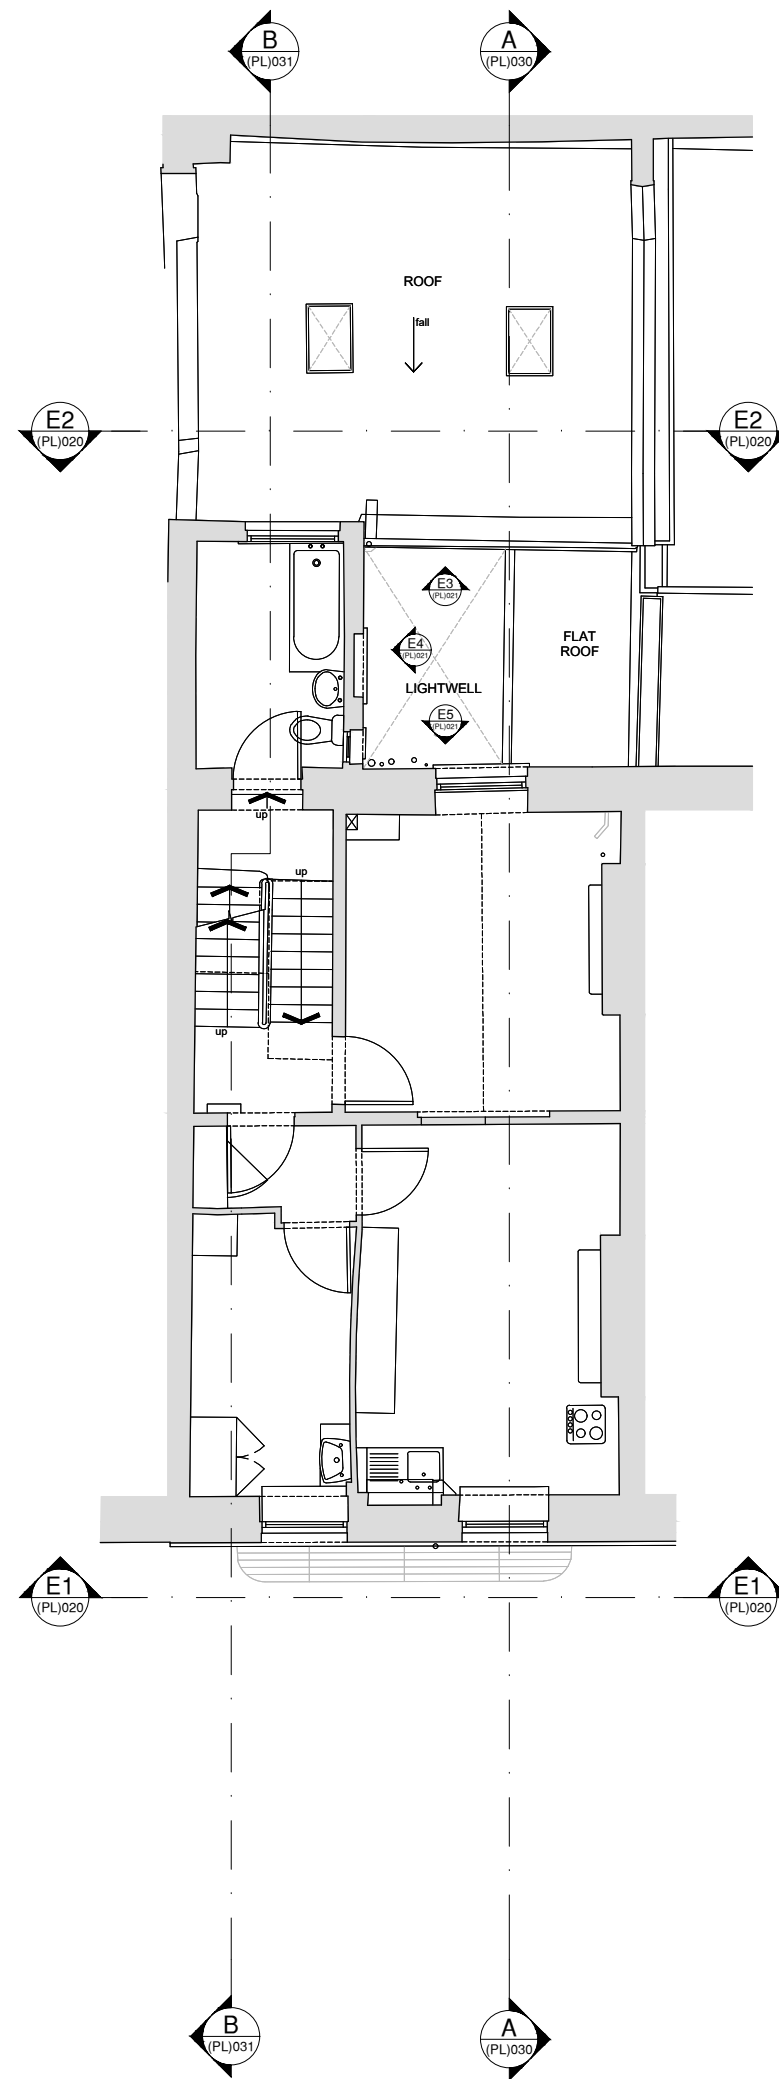 B
(PL)031
A
(PL)030
ROOF
fall
E2
(PL)020
E2
(PL)020
E3
(PL)021
E4
(PL)021
FLAT
ROOF
LIGHTWELL
E5
(PL)021
up
up
up
E1
(PL)020
E1
(PL)020
B
(PL)031
A
(PL)030